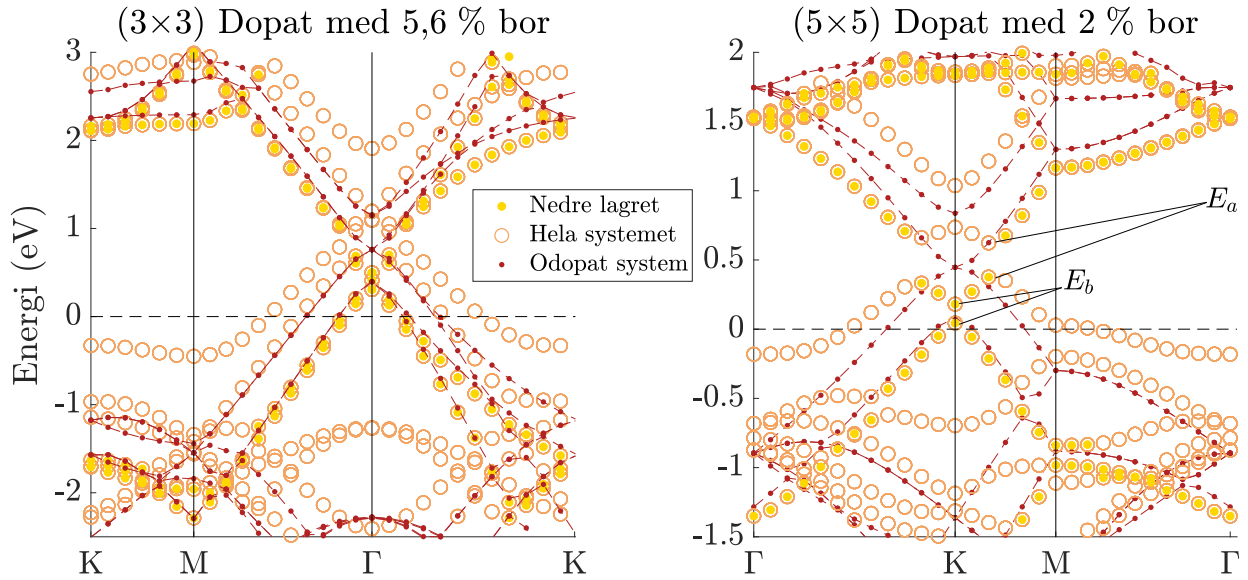 (3×3) Dopat med 5,6 % bor
(5×5) Dopat med 2 % bor
Energi (eV)
3
2
1
0
-1
-2
K
M
Γ
K
Nedre lagret
Hela systemet
Odopat system
2
1.5
1
0.5
0
-0.5
-1
-1.5
Γ
K
M
Γ
E_a
E_b